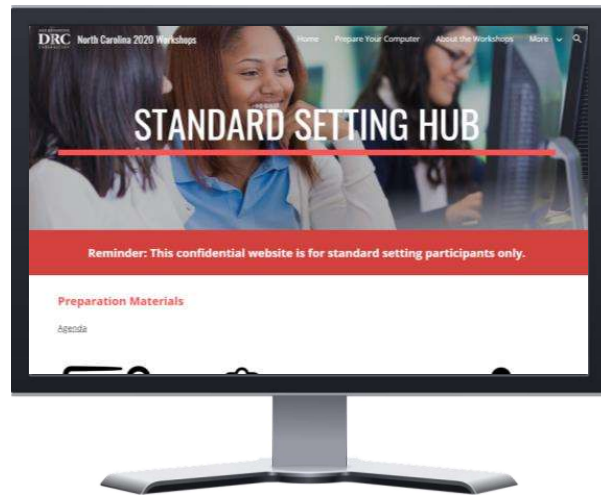 DRC North Carolina 2020 Workshops
Home Prepare Your Computer About the Workshops More
STANDARD SETTING HUB
Reminder: This confidential website is for standard setting participants only.
Preparation Materials
Agenda